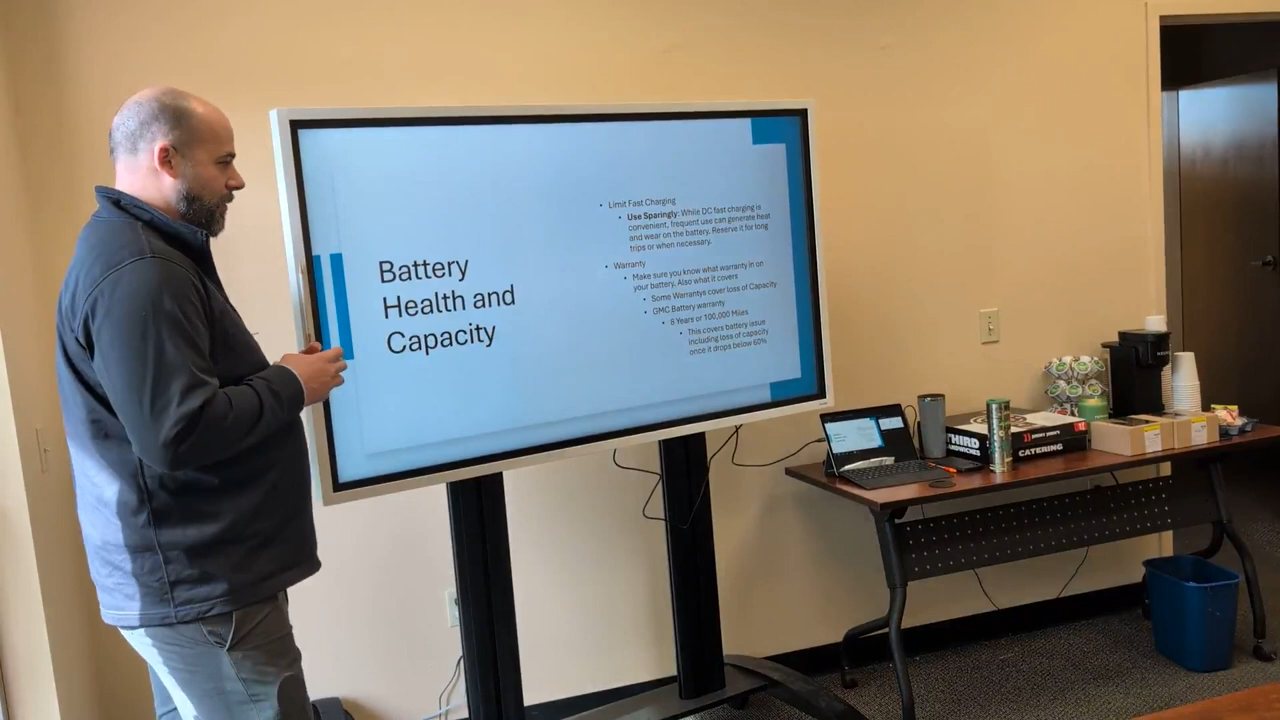 Battery
Health and
Capacity
• Limit Fast Charging
• Use Sparingly: While DC fast charging is
convenient, frequent use can generate heat
and wear on the battery. Reserve it for long
trips or when necessary.
• Warranty
• Make sure you know what warranty in on
your battery. Also what it covers
• Some Warrantys cover loss of Capacity
• GMC Battery warranty
• 8 Years or 100,000 Miles
• This covers battery issue
including loss of capacity
once it drops below 60%
KEURIG
JIMMY JOHN'S
THIRD
SANDWICHES
CATERING